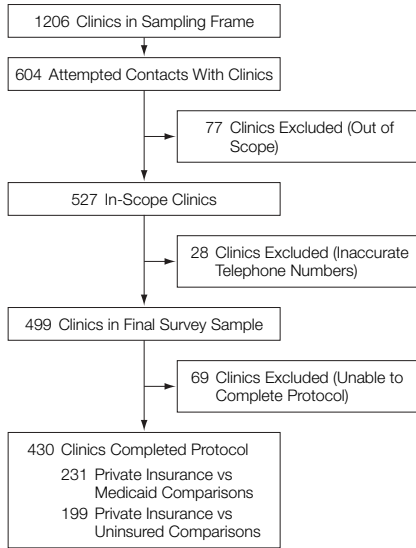 1206 Clinics in Sampling Frame
604 Attempted Contacts With Clinics
77 Clinics Excluded (Out of
Scope)
527 In-Scope Clinics
28 Clinics Excluded (Inaccurate
Telephone Numbers)
499 Clinics in Final Survey Sample
69 Clinics Excluded (Unable to
Complete Protocol)
430 Clinics Completed Protocol
231 Private Insurance vs
Medicaid Comparisons
199 Private Insurance vs
Uninsured Comparisons